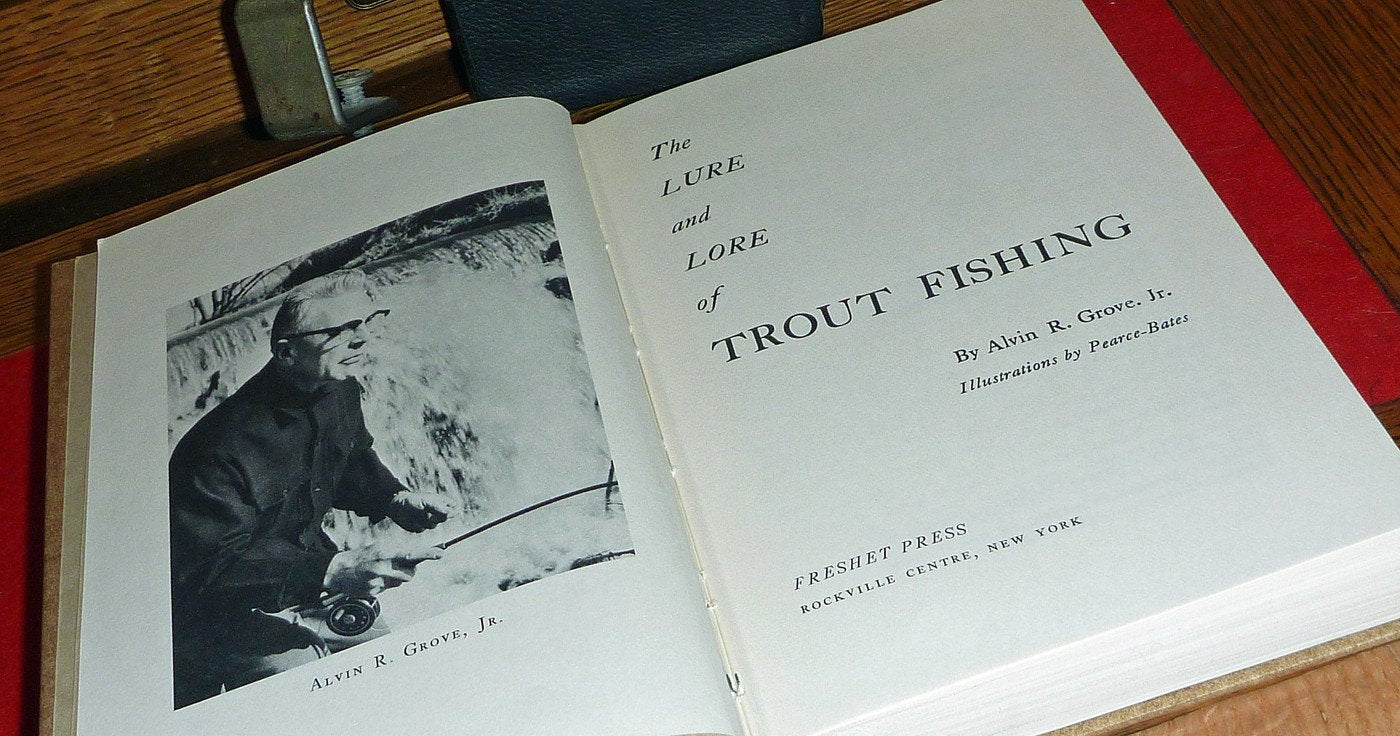 ALVIN R. GROVE, JR.
The
LURE
and
LORE
of
TROUT FISHING
By Alvin R. Grove. Jr.
Illustrations by Pearce-Bates
FRESHET PRESS
ROCKVILLE CENTRE, NEW YORK